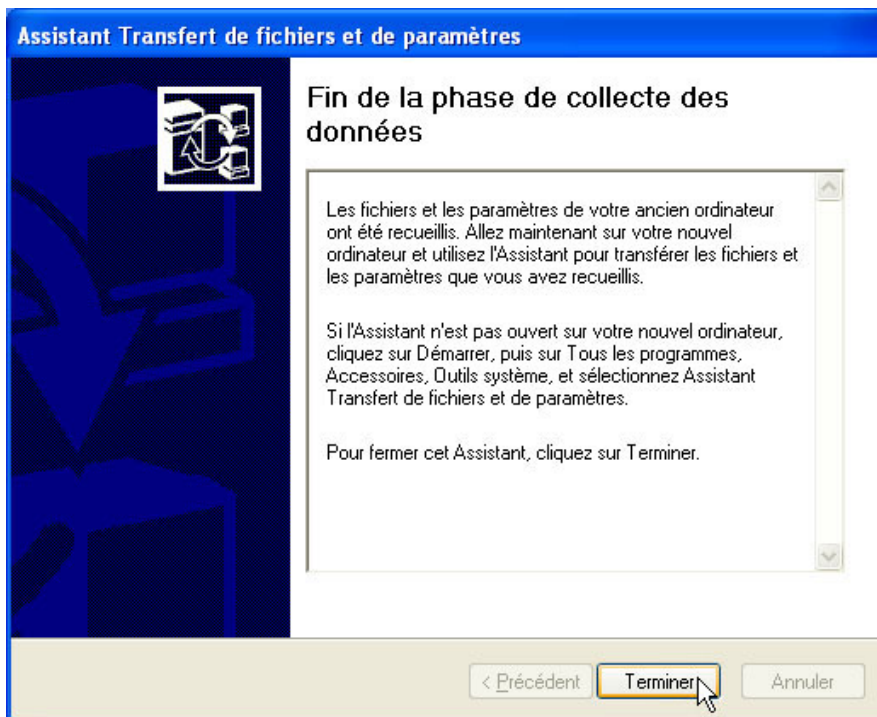 Assistant Transfert de fichiers et de paramètres
Fin de la phase de collecte des
données
Les fichiers et les paramètres de votre ancien ordinateur
ont été recueillis. Allez maintenant sur votre nouvel
ordinateur et utilisez l'Assistant pour transférer les fichiers et
les paramètres que vous avez recueillis.
Si l'Assistant n'est pas ouvert sur votre nouvel ordinateur,
cliquez sur Démarrer, puis sur Tous les programmes,
Accessoires, Outils système, et sélectionnez Assistant
Transfert de fichiers et de paramètres.
Pour fermer cet Assistant, cliquez sur Terminer.
< Précédent Terminer Annuler